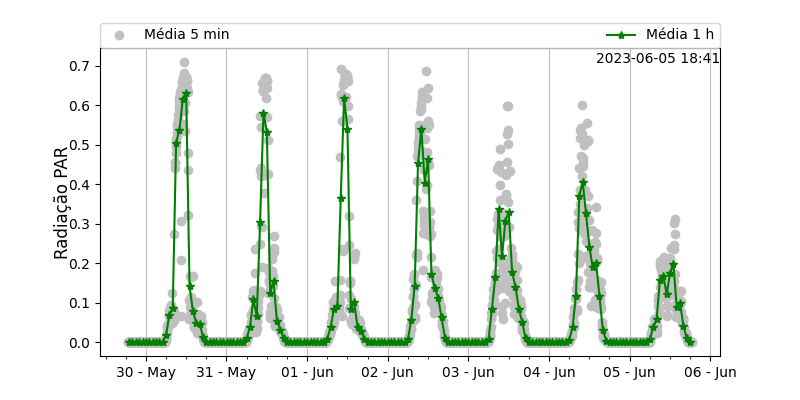 Média 5 min
Média 1 h
2023-06-05 18:41
Radiação PAR
0.7
0.6
0.5
0.4
0.3
0.2
0.1
0.0
30 - May
31 - May
01 - Jun
02 - Jun
03 - Jun
04 - Jun
05 - Jun
06 - Jun